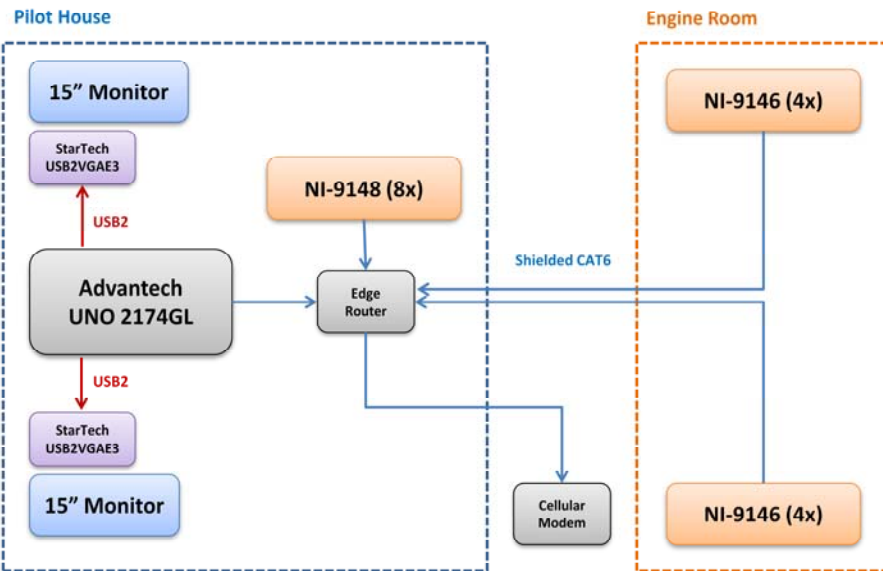 Pilot House
Engine Room
15” Monitor
StarTech
USB2VGAE3
USB2
Advantech
UNO 2174GL
USB2
StarTech
USB2VGAE3
15” Monitor
NI-9148 (8x)
Edge
Router
Shielded CAT6
Cellular
Modem
NI-9146 (4x)
NI-9146 (4x)